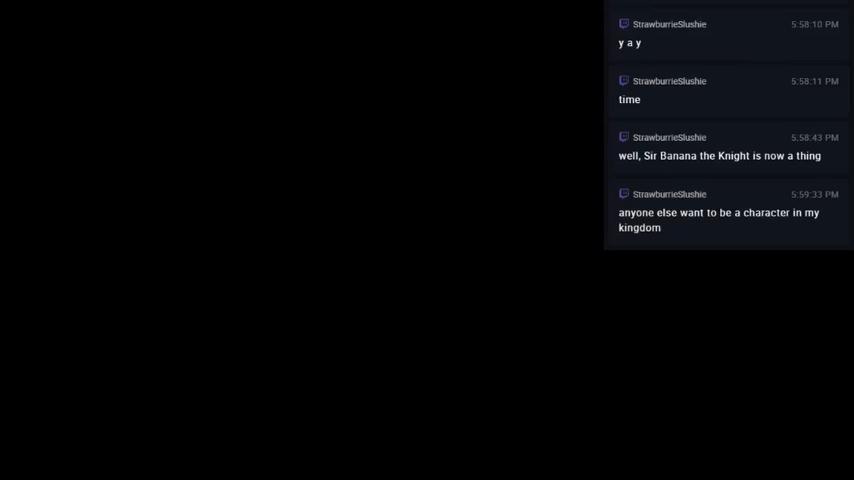 StrawburrieSlushie 5:58:10 PM
y a y
StrawburrieSlushie 5:58:11 PM
time
StrawburrieSlushie 5:58:43 PM
well, Sir Banana the Knight is now a thing
StrawburrieSlushie 5:59:33 PM
anyone else want to be a character in my
kingdom